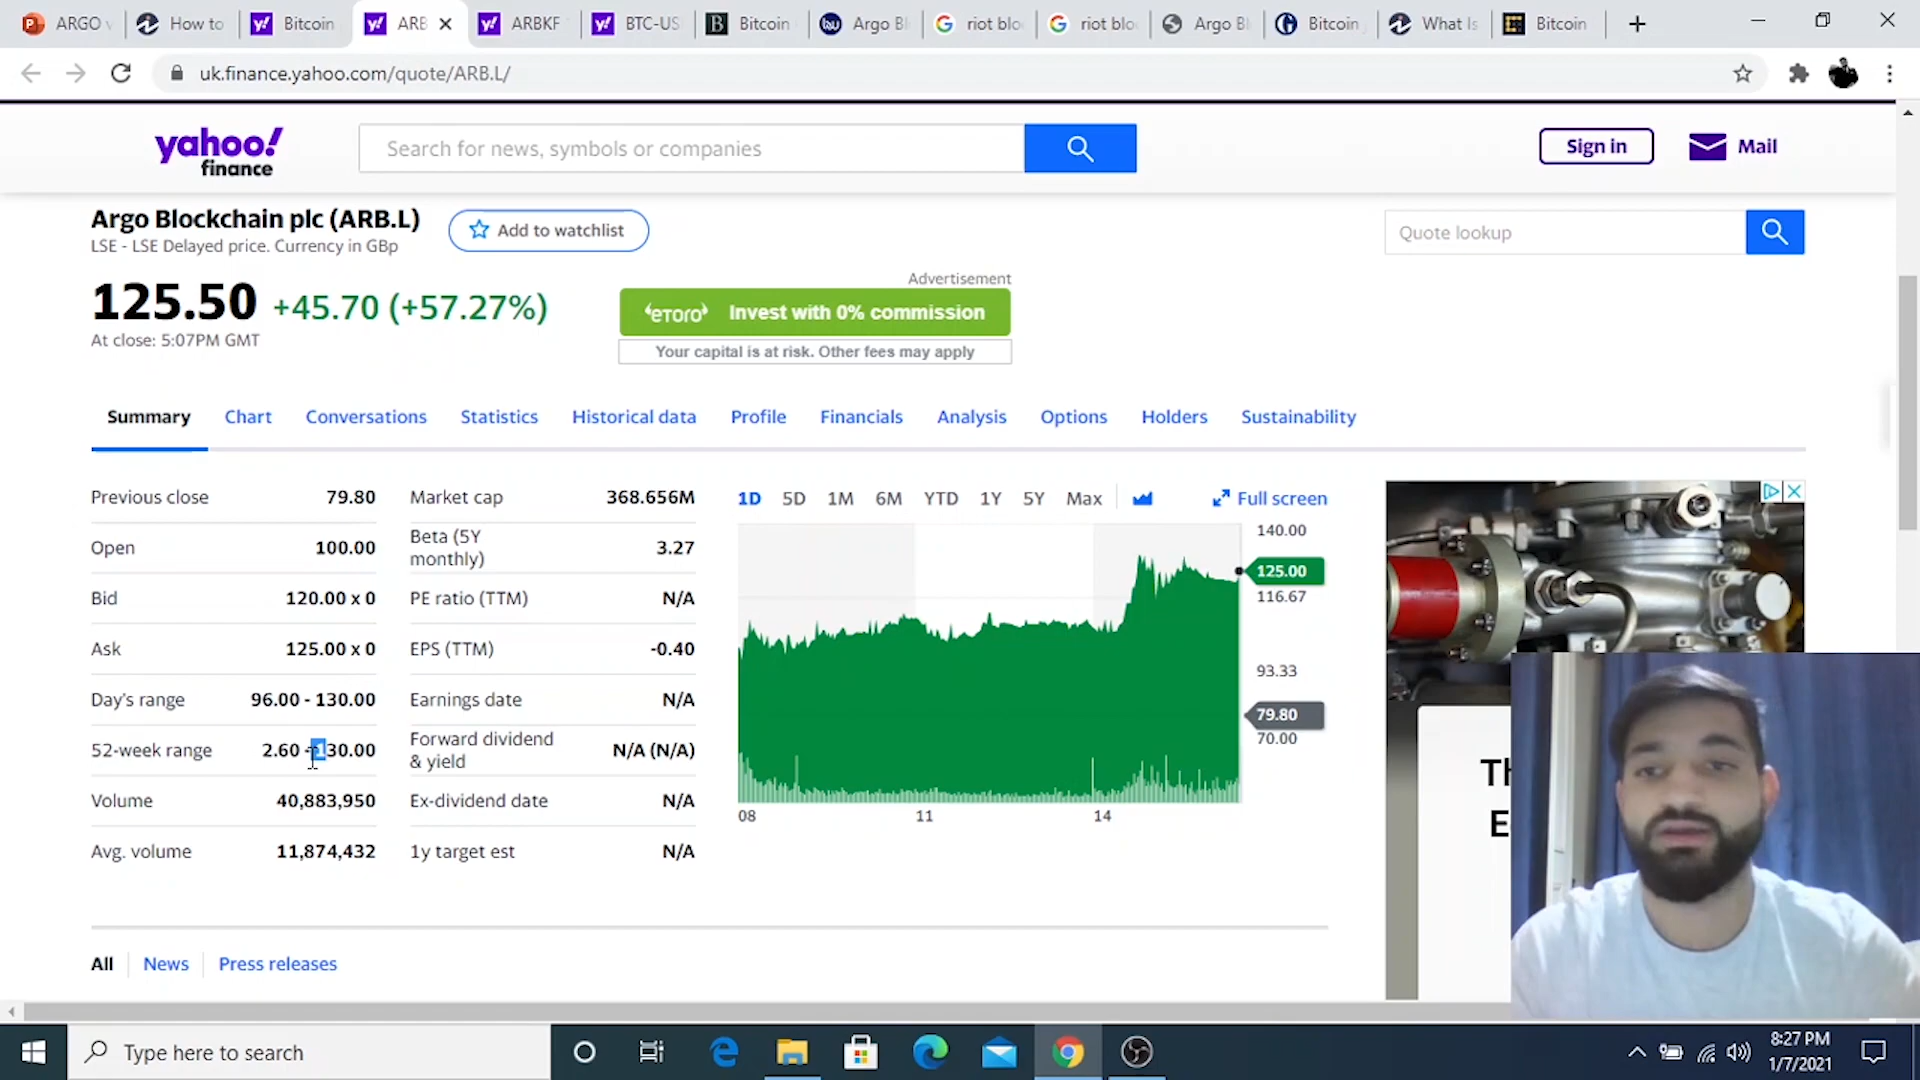 ARGO
How to
Bitcoin
ARB
ARBKF
BTC-US
Bitcoin
Argo Bl
riot blo
riot blo
Argo Bl
Bitcoin
What Is
Bitcoin
uk.finance.yahoo.com/quote/ARB.L/
yahoo!
finance
Search for news, symbols or companies
Sign in
Mail
Argo Blockchain plc (ARB.L)
Add to watchlist
LSE - LSE Delayed price. Currency in GBp
Quote lookup
125.50 +45.70 (+57.27%)
At close: 5:07PM GMT
Advertisement
eTORO Invest with 0% commission
Your capital is at risk. Other fees may apply
Summary Chart Conversations Statistics Historical data Profile Financials Analysis Options Holders Sustainability
Previous close 79.80
Open 100.00
Bid 120.00 x 0
Ask 125.00 x 0
Day's range 96.00 - 130.00
52-week range 2.60 - 130.00
Volume 40,883,950
Avg. volume 11,874,432
Market cap 368.656M
Beta (5Y
monthly) 3.27
PE ratio (TTM) N/A
EPS (TTM) -0.40
Earnings date N/A
Forward dividend
& yield N/A (N/A)
Ex-dividend date N/A
1y target est N/A
1D 5D 1M 6M YTD 1Y 5Y Max Full screen
140.00
125.00
116.67
93.33
79.80
70.00
08 11 14
All News Press releases
Type here to search
8:27 PM
1/7/2021